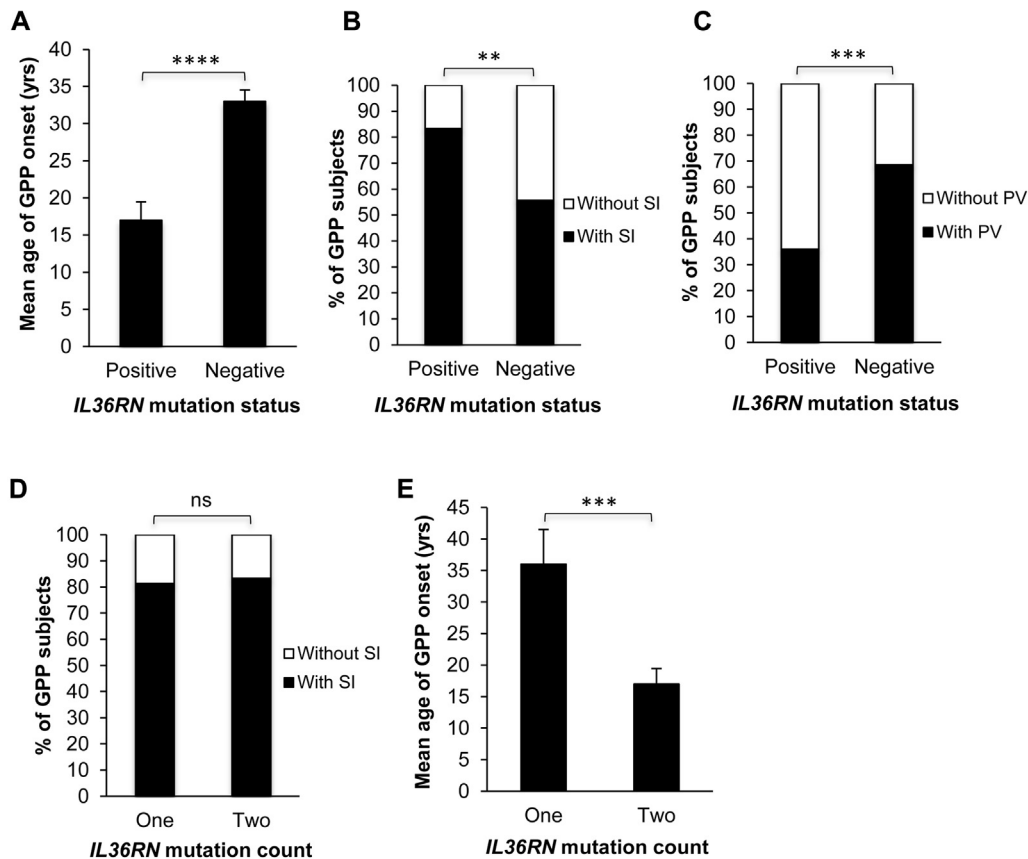 A
Mean age of GPP onset (yrs)
40
35
30
25
20
15
10
5
0
****
Positive Negative
IL36RN mutation status
B
% of GPP subjects
100
90
80
70
60
50
40
30
20
10
0
**
Without SI
With SI
Positive Negative
IL36RN mutation status
C
% of GPP subjects
100
90
80
70
60
50
40
30
20
10
0
***
Without PV
With PV
Positive Negative
IL36RN mutation status
D
% of GPP subjects
100
90
80
70
60
50
40
30
20
10
0
ns
Without SI
With SI
One Two
IL36RN mutation count
E
Mean age of GPP onset (yrs)
45
40
35
30
25
20
15
10
5
0
***
One Two
IL36RN mutation count